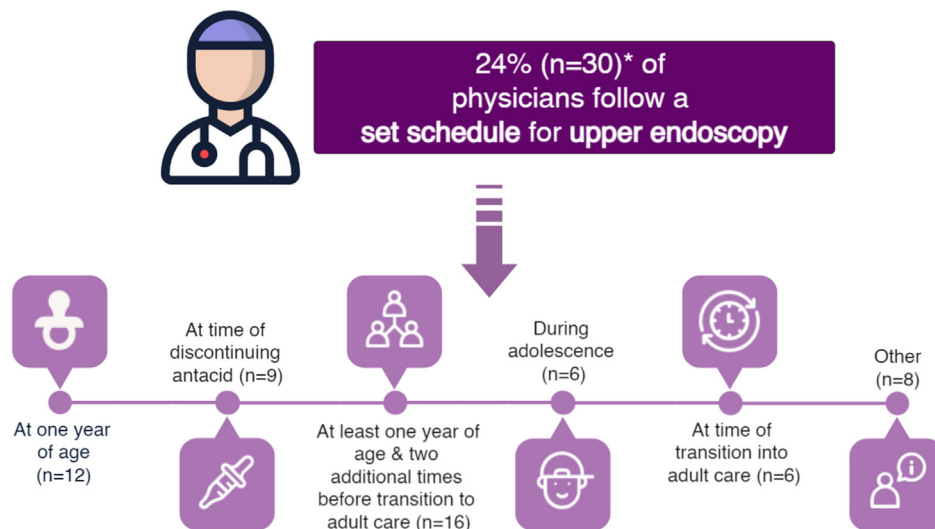 24% (n=30)* of
physicians follow a
set schedule for upper endoscopy
At one year
of age
(n=12)
At time of
discontinuing
antacid (n=9)
At least one year of
age & two
additional times
before transition to
adult care (n=16)
During
adolescence
(n=6)
At time of
transition into
adult care (n=6)
Other
(n=8)